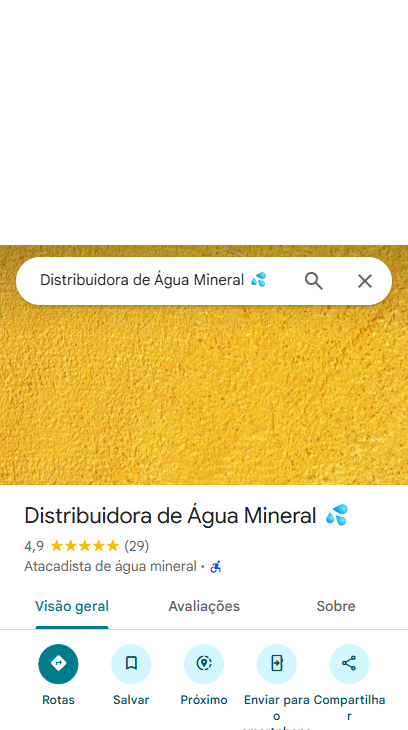 Distribuidora de Água Mineral 💦
Distribuidora de Água Mineral 💦
4,9 ★★★★★ (29)
Atacadista de água mineral •
Visão geral Avaliações Sobre
Rotas Salvar Próximo Enviar para o smartphone Compartilhar